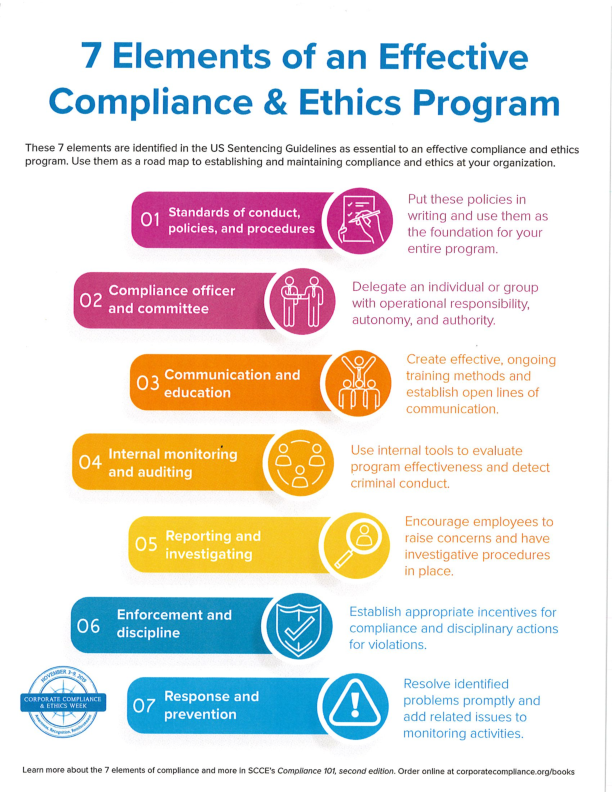 7 Elements of an Effective
Compliance & Ethics Program
These 7 elements are identified in the US Sentencing Guidelines as essential to an effective compliance and ethics
program. Use them as a road map to establishing and maintaining compliance and ethics at your organization.
01
Standards of conduct,
policies, and procedures
Put these policies in
writing and use them as
the foundation for your
entire program.
02
Compliance officer
and committee
Delegate an individual or group
with operational responsibility,
autonomy, and authority.
03
Communication and
education
Create effective, ongoing
training methods and
establish open lines of
communication.
04
Internal monitoring
and auditing
Use internal tools to evaluate
program effectiveness and detect
criminal conduct.
05
Reporting and
investigating
Encourage employees to
raise concerns and have
investigative procedures
in place.
06
Enforcement and
discipline
Establish appropriate incentives for
compliance and disciplinary actions
for violations.
NOVEMBER 3–9 2019
CORPORATE COMPLIANCE
& ETHICS WEEK
Awareness, Recognition, Reinforcement
07
Response and
prevention
Resolve identified
problems promptly and
add related issues to
monitoring activities.
Learn more about the 7 elements of compliance and more in SCCE's Compliance 101, second edition. Order online at corporatecompliance.org/books